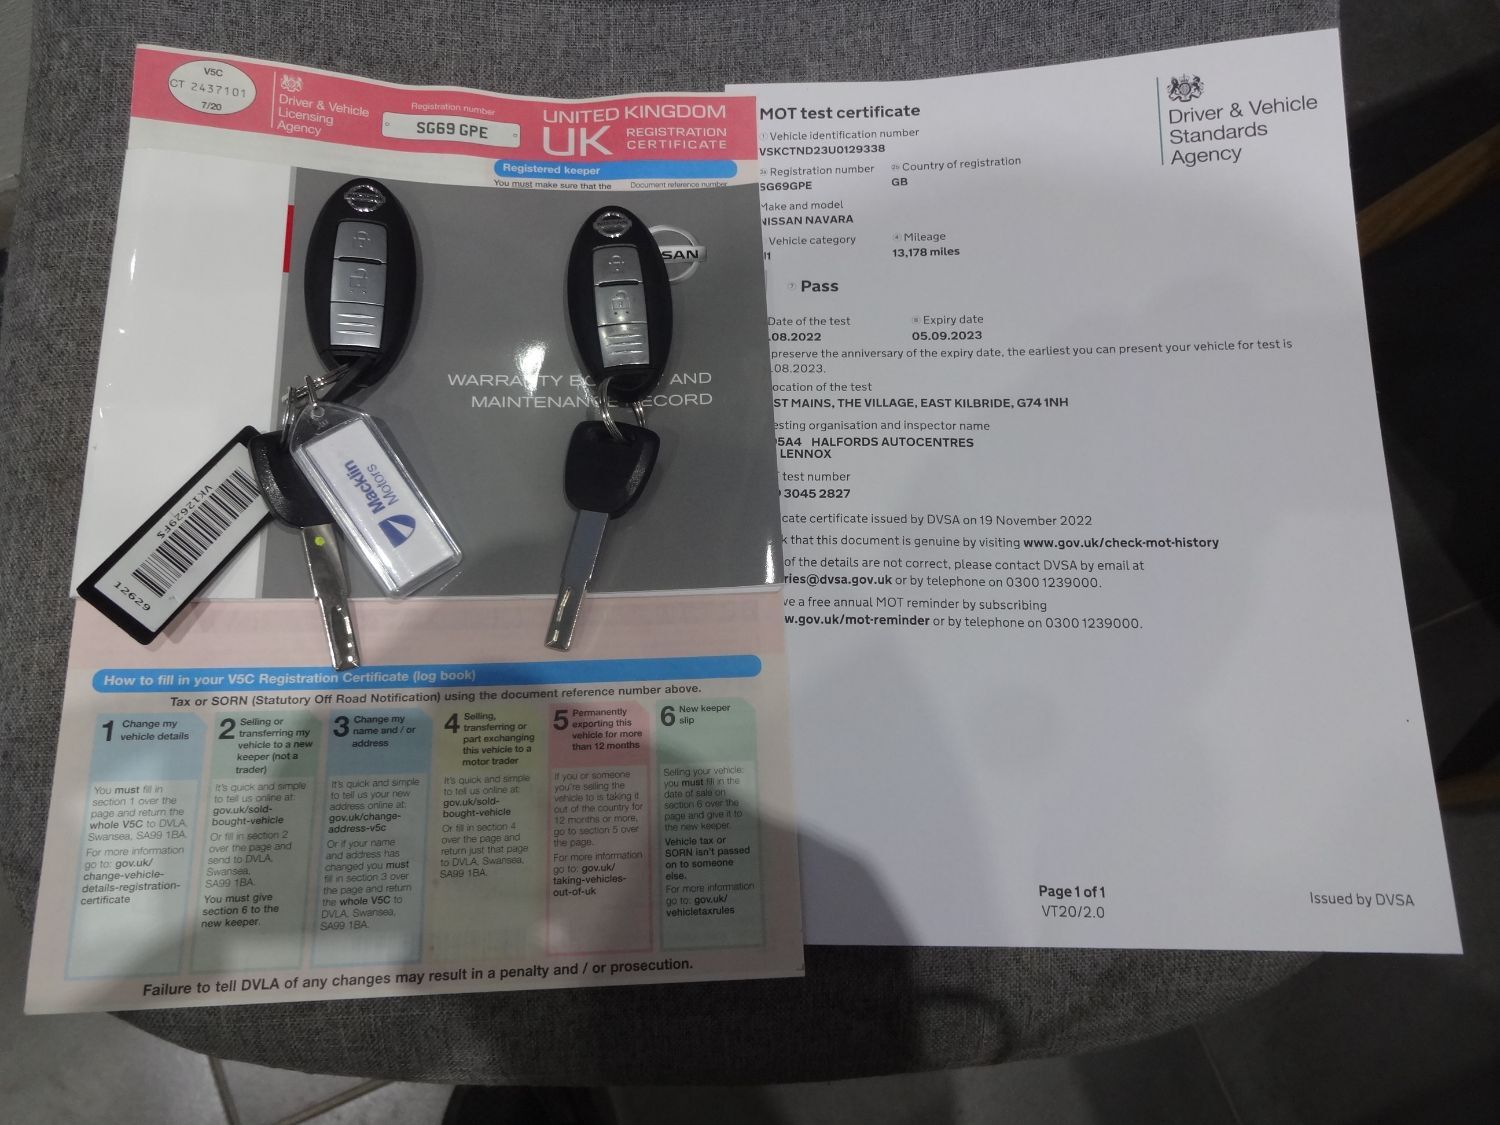 V5C
CT 2437101
7/20
Driver & Vehicle
Licensing
Agency
Registration number
SG69 GPE
UNITED KINGDOM
UK REGISTRATION
CERTIFICATE
Registered keeper
You must make sure that the
Document reference number
NISSAN
NISSAN
SAN
WARRANTY AND
MAINTENANCE RECORD
Macklin
Motors
VK12629FS
12629
How to fill in your V5C Registration Certificate (log book)
Tax or SORN (Statutory Off Road Notification) using the document reference number above.
1 Change my
vehicle details
You must fill in
section 1 over the
page and return the
whole V5C to DVLA,
Swansea, SA99 1BA.
For more information
go to: gov.uk/
change-vehicle-
details-registration-
certificate
2 Selling or
transferring my
vehicle to a new
keeper (not a
trader)
It's quick and simple
to tell us online at:
gov.uk/sold-
bought-vehicle
Or fill in section 2
over the page and
send to DVLA,
Swansea,
SA99 1BA.
You must give
section 6 to the
new keeper.
3 Change my
name and / or
address
It's quick and simple
to tell us your new
address online at:
gov.uk/change-
address-v5c
Or if your name
and address has
changed you must
fill in section 3 over
the page and return
the whole V5C to
DVLA, Swansea,
SA99 1BA.
4 Selling,
transferring or
part exchanging
this vehicle to a
motor trader
It's quick and simple
to tell us online at:
gov.uk/sold-
bought-vehicle
Or fill in section 4
over the page and
return just that page
to DVLA, Swansea,
SA99 1BA.
5 Permanently
exporting this
vehicle for more
than 12 months
If you or someone
you're selling the
vehicle to is taking it
out of the country for
12 months or more,
go to section 5 over
the page.
For more information
go to: gov.uk/
taking-vehicles-
out-of-uk
6 New keeper
slip
Selling your vehicle:
you must fill in the
date of sale on
section 6 over the
page and give it to
the new keeper.
Vehicle tax or
SORN isn't passed
on to someone
else.
For more information
go to: gov.uk/
vehicletaxrules
Failure to tell DVLA of any changes may result in a penalty and / or prosecution.
MOT test certificate
Driver & Vehicle
Standards
Agency
Vehicle identification number
VSKCTND23U0129338
Registration number
Country of registration
SG69GPE
GB
Make and model
NISSAN NAVARA
Vehicle category
Mileage
13,178 miles
Pass
Date of the test
Expiry date
.08.2022
05.09.2023
preserve the anniversary of the expiry date, the earliest you can present your vehicle for test is
.08.2023.
ocation of the test
ST MAINS, THE VILLAGE, EAST KILBRIDE, G74 1NH
esting organisation and inspector name
5A4 HALFORDS AUTOCENTRES
LENNOX
test number
3045 2827
cate certificate issued by DVSA on 19 November 2022
k that this document is genuine by visiting www.gov.uk/check-mot-history
of the details are not correct, please contact DVSA by email at
ries@dvsa.gov.uk or by telephone on 0300 1239000.
ve a free annual MOT reminder by subscribing
w.gov.uk/mot-reminder or by telephone on 0300 1239000.
Page 1 of 1
VT20/2.0
Issued by DVSA